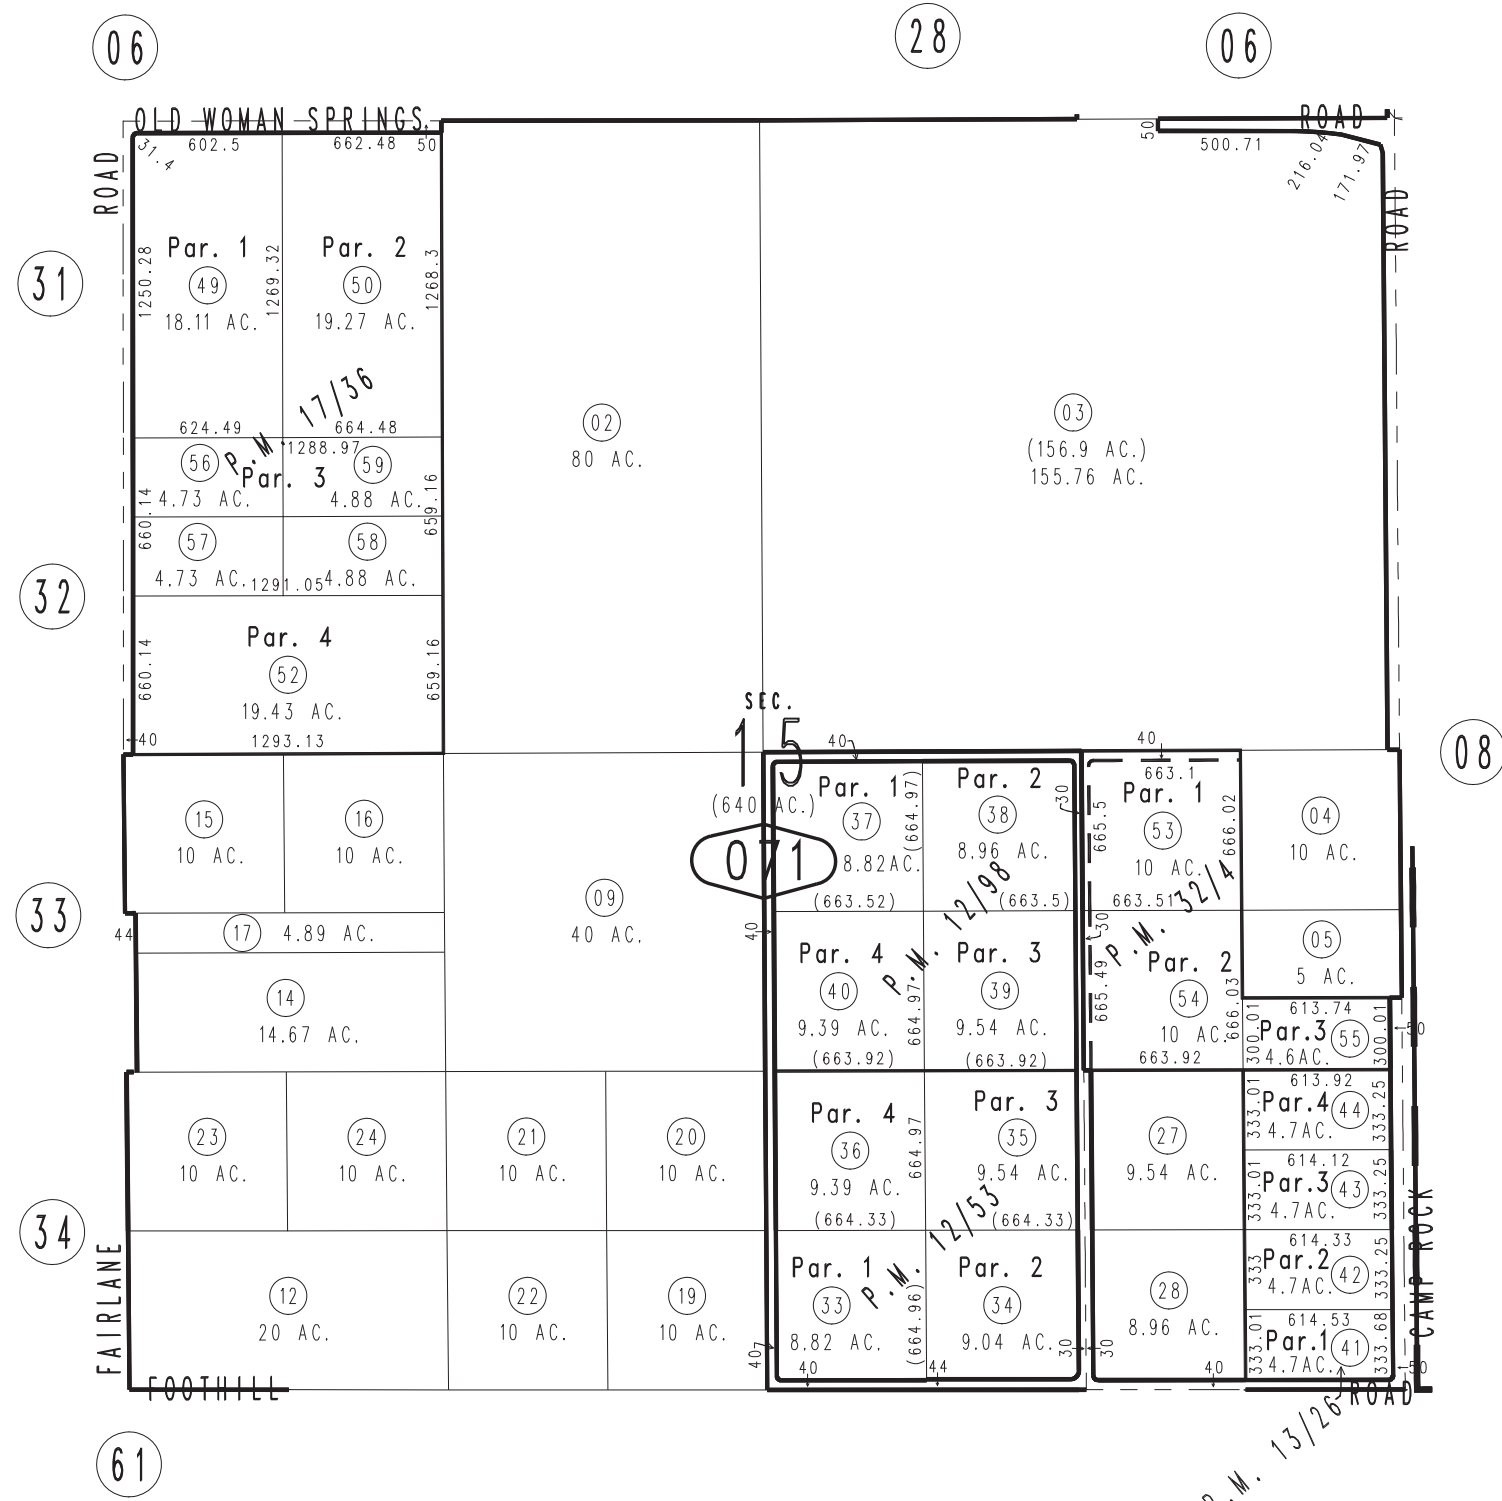 06
28
06
OLD WOMAN SPRINGS
ROAD
ROAD
ROAD
31.4
602.5
662.48
50
50
500.71
216.04
171.97
31
1250.28
Par. 1
49
18.11 AC.
1269.32
Par. 2
50
19.27 AC.
1268.3
02
80 AC.
03
(156.9 AC.)
155.76 AC.
P.M. 17/36
624.49
664.48
1288.97
56
Par. 3
59
4.73 AC.
4.88 AC.
660.14
659.16
57
58
4.73 AC.
1291.05
4.88 AC.
32
Par. 4
52
19.43 AC.
660.14
659.16
1293.13
40
SEC.
15
(640 AC.)
071
08
15
10 AC.
16
10 AC.
33
44
17
4.89 AC.
14
14.67 AC.
09
40 AC.
40
40
Par. 1
37
8.82 AC.
(664.97)
(663.52)
Par. 2
38
8.96 AC.
(663.5)
30
P.M. 12/98
Par. 4
40
9.39 AC.
(663.92)
664.97
Par. 3
39
9.54 AC.
(663.92)
40
663.1
Par. 1
53
10 AC.
665.5
666.02
663.51
P.M. 32/4
30
Par. 2
54
10 AC.
665.49
666.03
663.92
04
10 AC.
05
5 AC.
613.74
Par.3
55
4.6AC.
300.01
300.01
50
34
23
10 AC.
24
10 AC.
21
10 AC.
20
10 AC.
Par. 4
36
9.39 AC.
(664.33)
664.97
Par. 3
35
9.54 AC.
(664.33)
P.M. 12/53
27
9.54 AC.
613.92
Par.4
44
4.7AC.
333.01
333.25
614.12
Par.3
43
4.7AC.
333.01
333.25
FAIRLANE
12
20 AC.
22
10 AC.
19
10 AC.
Par. 1
33
8.82 AC.
(664.96)
Par. 2
34
9.04 AC.
40
40
44
30
30
28
8.96 AC.
40
614.33
Par.2
42
4.7AC.
333
333.25
614.53
Par.1
41
4.7AC.
333.01
333.68
50
CAMP ROCK
FOOTHILL
ROAD
P.M. 13/26
61